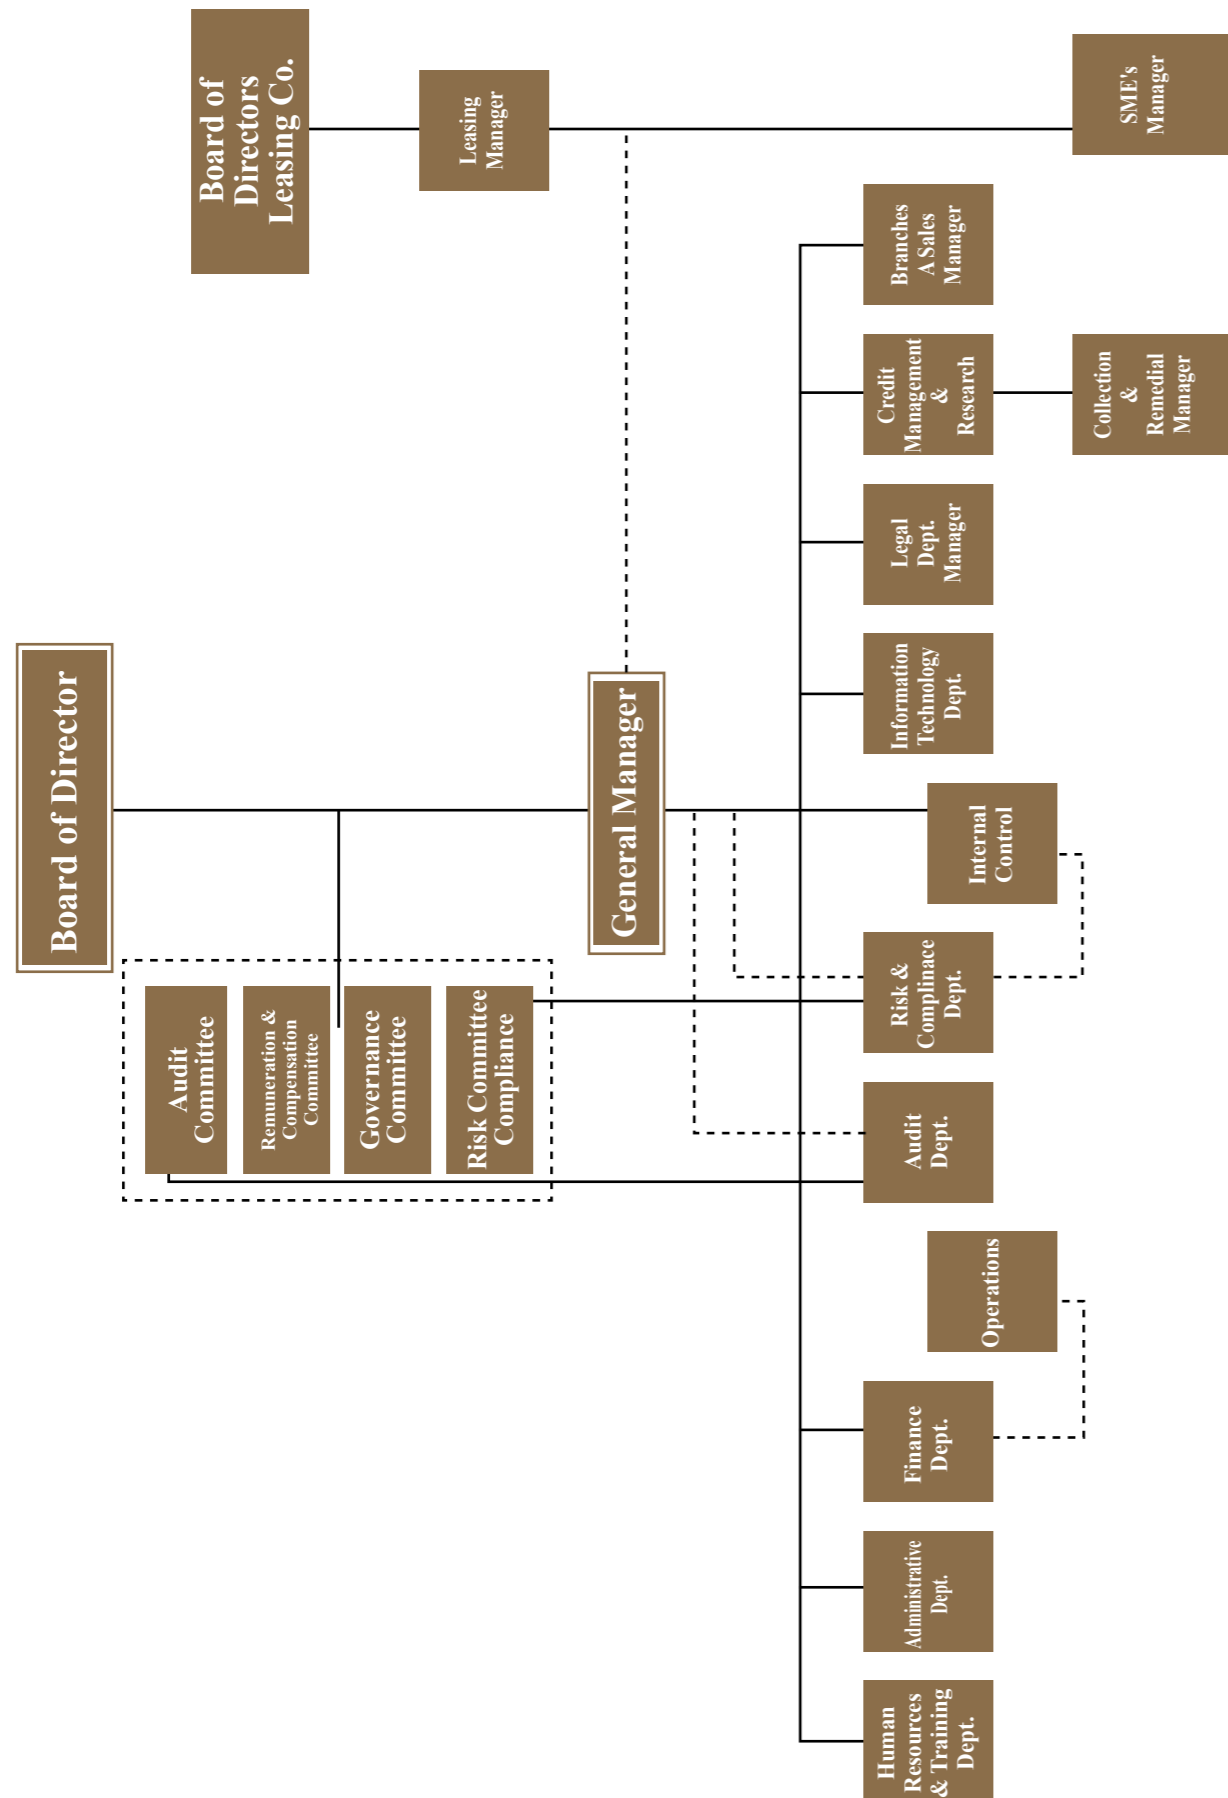 Board of Director
Board of
Directors
Leasing Co.
Audit
Committee
Remuneration &
Compensation
Committee
Governance
Committee
Risk Committee
Compliance
Leasing
Manager
General Manager
Human
Resources
& Training
Dept.
Administrative
Dept.
Finance
Dept.
Operations
Audit
Dept.
Risk &
Complinace
Dept.
Internal
Control
Information
Technology
Dept.
Legal
Dept.
Manager
Credit
Management
&
Research
Branches
A Sales
Manager
Collection
&
Remedial
Manager
SME's
Manager